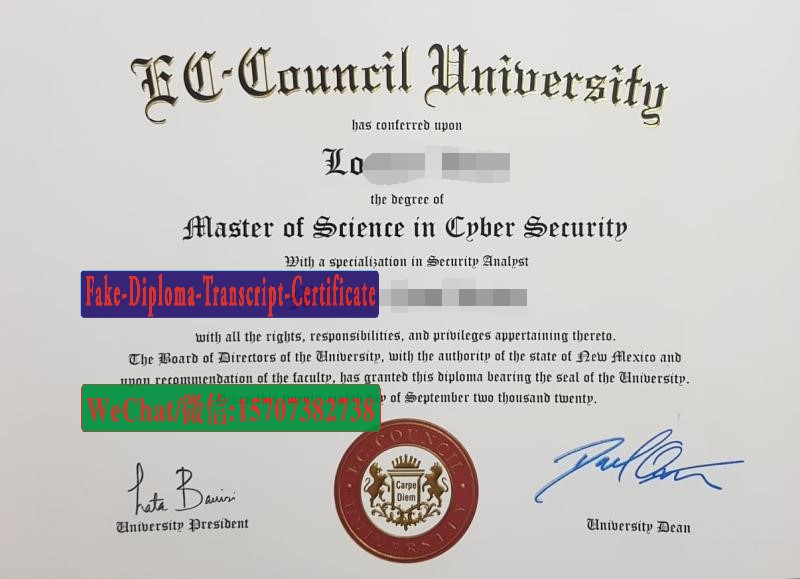 EC-Council University
has conferred upon
Lo
the degree of
Master of Science in Cyber Security
With a specialization in Security Analyst
Fake-Diploma-Transcript-Certificate
with all the rights, responsibilities, and privileges appertaining thereto.
The Board of Directors of the University, with the authority of the state of New Mexico and
upon recommendation of the faculty, has granted this diploma bearing the seal of the University.
WeChat/微信:15707382738
day of September two thousand twenty.
EC-COUNCIL
Carpe
Diem
UNIVERSITY
University President
University Dean